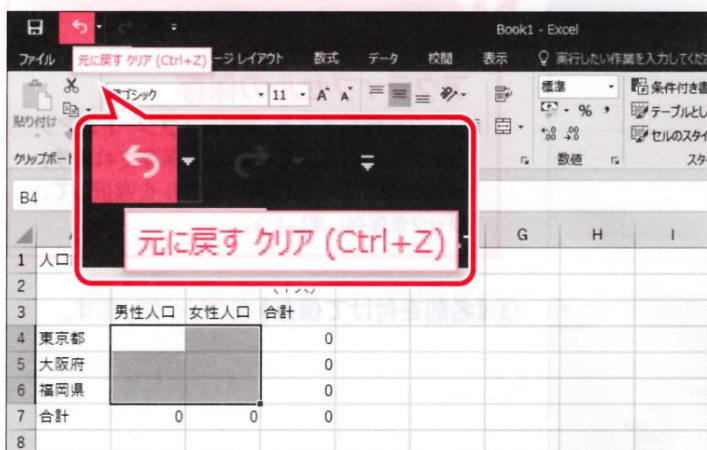 Book1 - Excel
ファイル
元に戻す クリア (Ctrl+Z)
ージレイアウト
数式
データ
校閲
表示
実行したい作業を入力してくだ
ゴシック
11
標準
条件付き書
貼り付け
% ,
テーブルとし
セルのスタイ
クリップボード
数値
スタ
B4
元に戻す クリア (Ctrl+Z)
G H I
1 人口
2
3 男性人口 女性人口 合計
4 東京都 0
5 大阪府 0
6 福岡県 0
7 合計 0 0 0
8